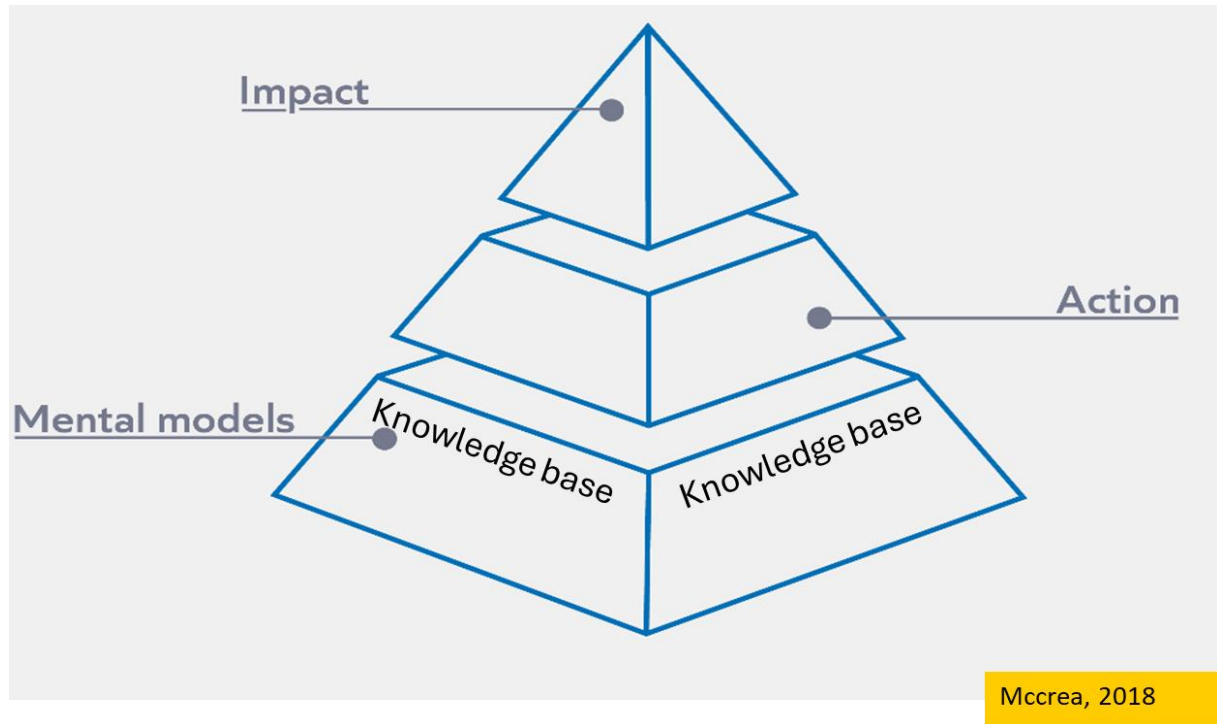 Impact
Action
Mental models
Knowledge base
Knowledge base
Mccrea, 2018